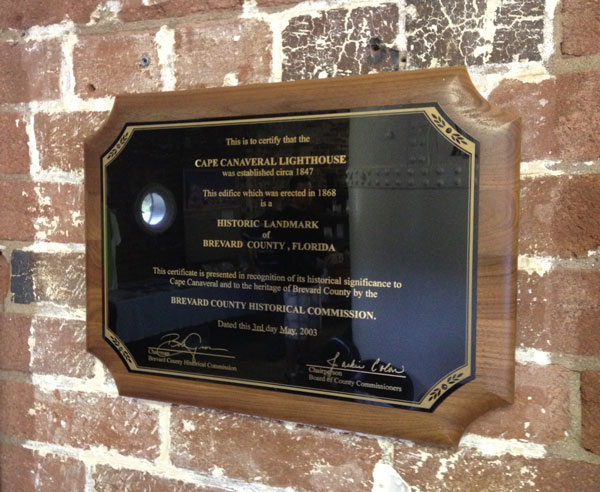 This is to certify that the
CAPE CANAVERAL LIGHTHOUSE
was established circa 1847
This edifice which was erected in 1868
is a
HISTORIC LANDMARK
of
BREVARD COUNTY, FLORIDA
This certificate is presented in recognition of its historical significance to
Cape Canaveral and to the heritage of Brevard County by the
BREVARD COUNTY HISTORICAL COMMISSION.
Dated this 3rd day May, 2003
Chairman
Brevard County Historical Commission
Jackie Colon
Chairperson
Board of County Commissioners